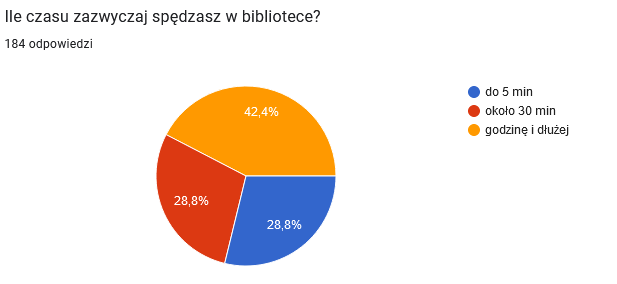 Ile czasu zazwyczaj spędzasz w bibliotece?
184 odpowiedzi
42,4%
28,8%
28,8%
do 5 min
około 30 min
godzinę i dłużej